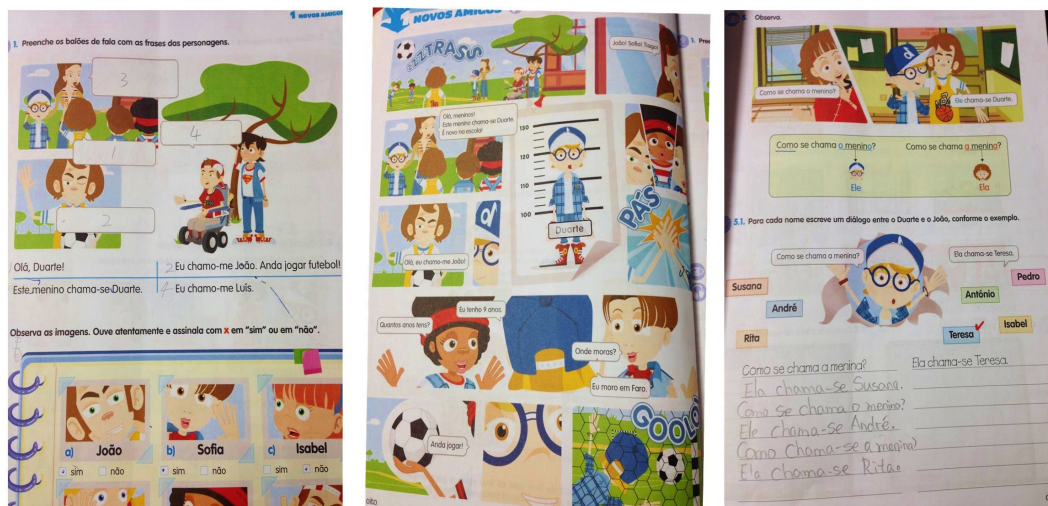 1 NOVOS AMIGOS
1. Preenche os balões de fala com as frases das personagens.
3
4
1
2
Olá, Duarte!
2 Eu chamo-me João. Anda jogar futebol!
Este menino chama-se Duarte.
4 Eu chamo-me Luís.
Observa as imagens. Ouve atentamente e assinala com x em "sim" ou em "não".
a) João
b) Sofia
c) Isabel
sim não
sim não
sim não
NOVOS AMIGOS
ZZZTRASS
João! Sofia! Tiago!
1. Pree
Olá, meninos!
Este menino chama-se Duarte.
É novo na escola!
130
120
110
100
Duarte
d
PÁS
Olá, eu chamo-me João!
Eu tenho 9 anos.
Quantos anos tens?
Onde moras?
Eu moro em Faro.
Anda jogar!
GOOLO
oito
5. Observa.
d
Como se chama o menino?
Ele chama-se Duarte.
Como se chama o menino?
Como se chama a menina?
Ele
Ela
5.1. Para cada nome escreve um diálogo entre o Duarte e o João, conforme o exemplo.
Como se chama a menina?
Ela chama-se Teresa.
Susana
Pedro
André
António
Rita
Teresa
Isabel
Como se chama a menina?
Ela chama-se Teresa.
Ela chama-se Susana.
Como se chama o menino?
Ele chama-se André.
Como chama-se a menina?
Ela chama-se Rita.